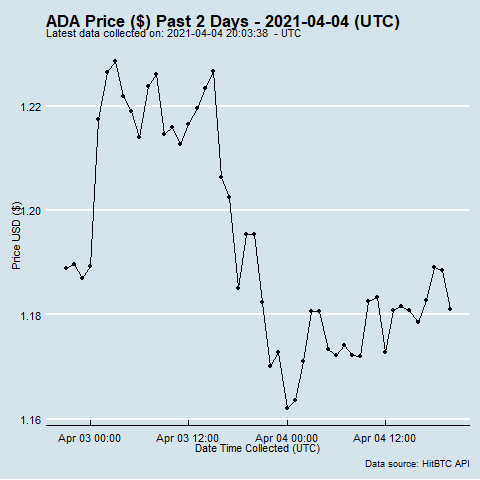 ADA Price ($) Past 2 Days - 2021-04-04 (UTC)
Latest data collected on: 2021-04-04 20:03:38  - UTC
Price USD ($)
1.22
1.20
1.18
1.16
Apr 03 00:00 Apr 03 12:00 Apr 04 00:00 Apr 04 12:00
Date Time Collected (UTC)
Data source: HitBTC API